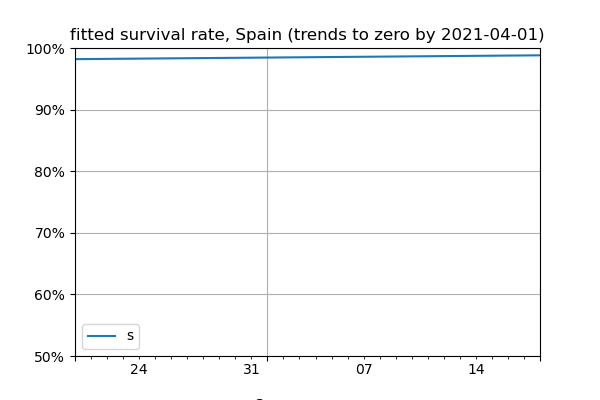 fitted survival rate, Spain (trends to zero by 2021-04-01)
100%
90%
80%
70%
60%
50%
s
24 31 07 14